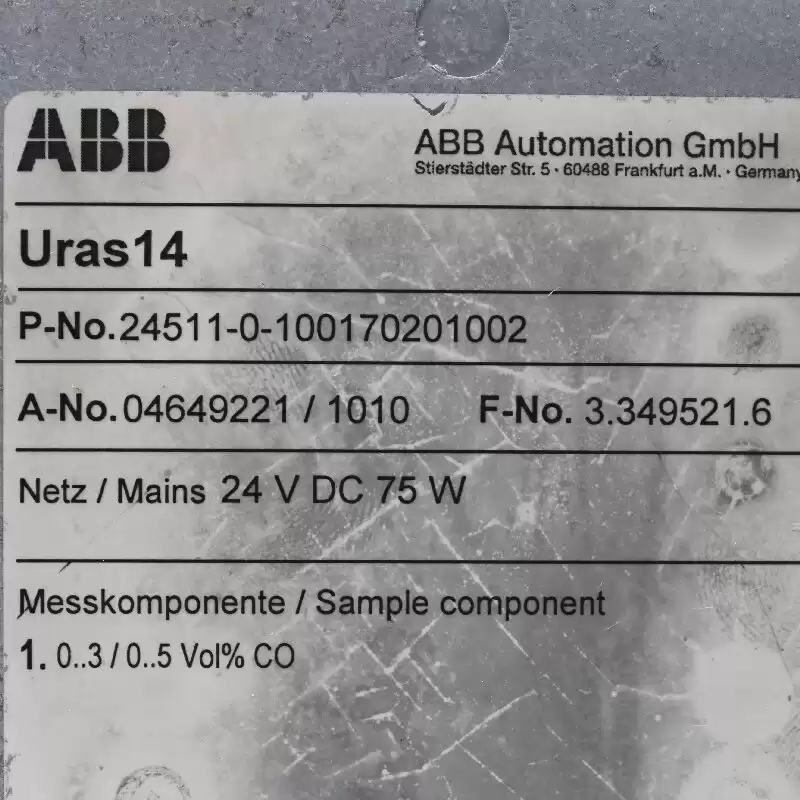 ABB
ABB Automation GmbH
Stierstädter Str. 5 · 60488 Frankfurt a.M. · Germany
Uras14
P-No.24511-0-100170201002
A-No.04649221 / 1010 F-No. 3.349521.6
Netz / Mains 24 V DC 75 W
Messkomponente / Sample component
1. 0..3 / 0..5 Vol% CO